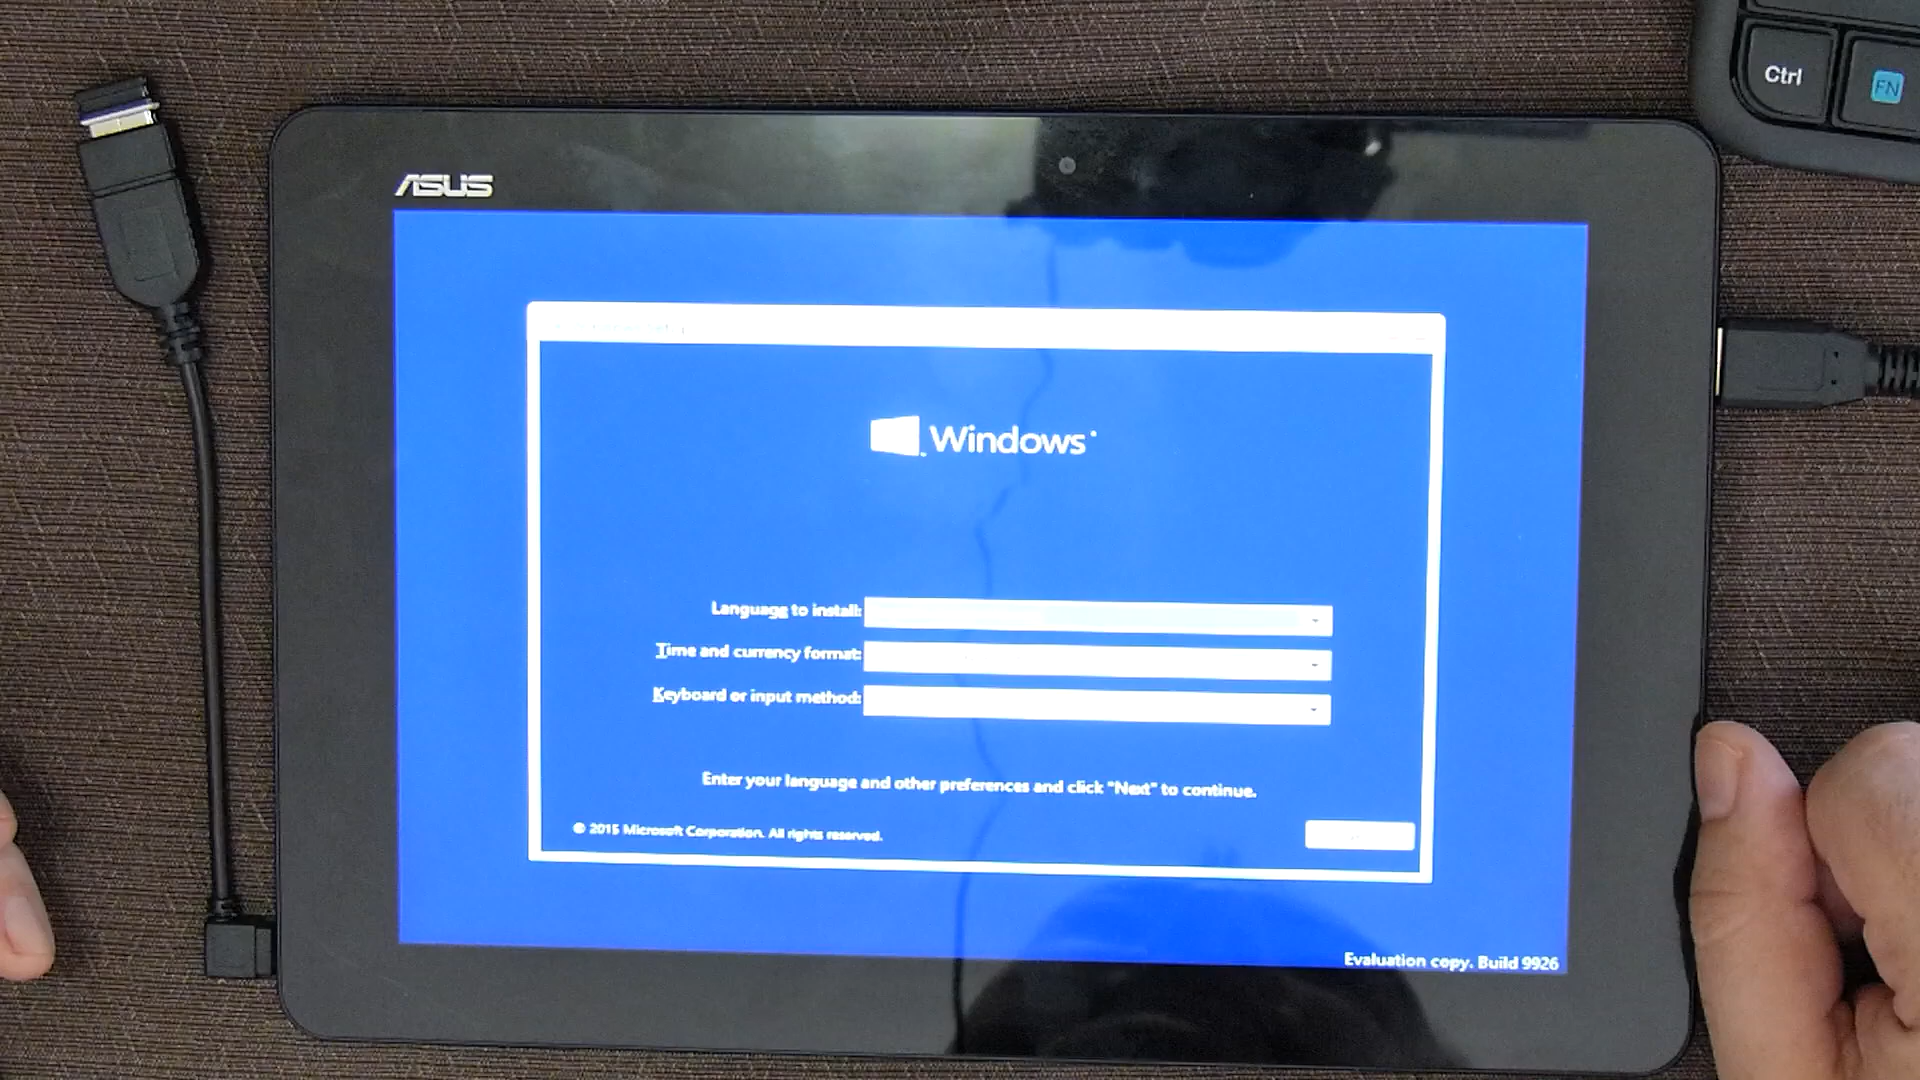 Ctrl
FN
ASUS
Windows
Language to install:
Time and currency format:
Keyboard or input method:
Enter your language and other preferences and click "Next" to continue.
© 2015 Microsoft Corporation. All rights reserved.
Evaluation copy. Build 9926